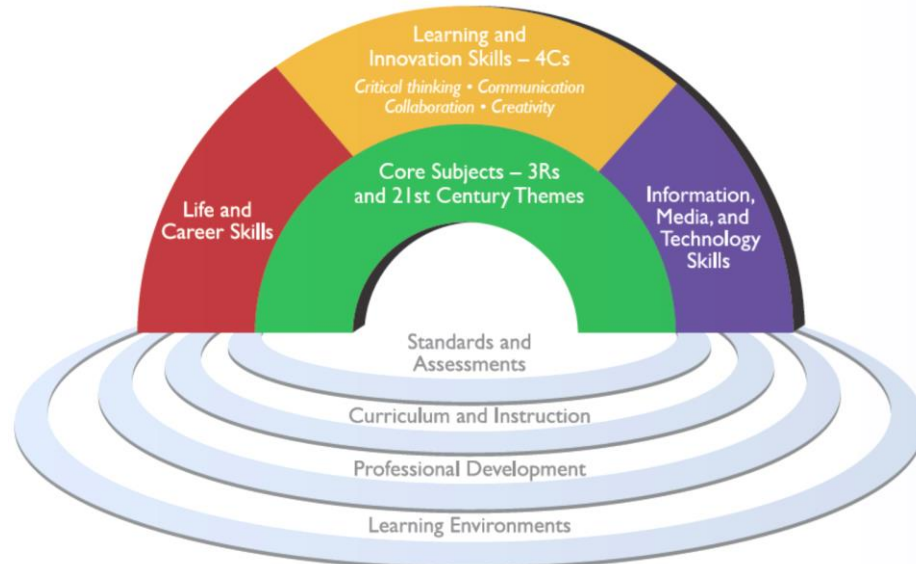 Learning and
Innovation Skills – 4Cs
Critical thinking • Communication
Collaboration • Creativity
Core Subjects – 3Rs
and 21st Century Themes
Life and
Career Skills
Information,
Media, and
Technology
Skills
Standards and
Assessments
Curriculum and Instruction
Professional Development
Learning Environments